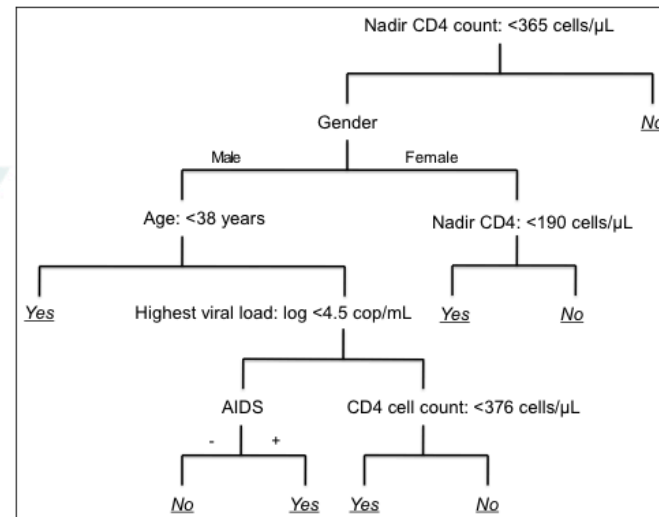 Nadir CD4 count: <365 cells/µL
Gender
No
Male
Female
Age: <38 years
Nadir CD4: <190 cells/µL
Yes
Highest viral load: log <4.5 cop/mL
Yes
No
AIDS
CD4 cell count: <376 cells/µL
-
+
No
Yes
Yes
No